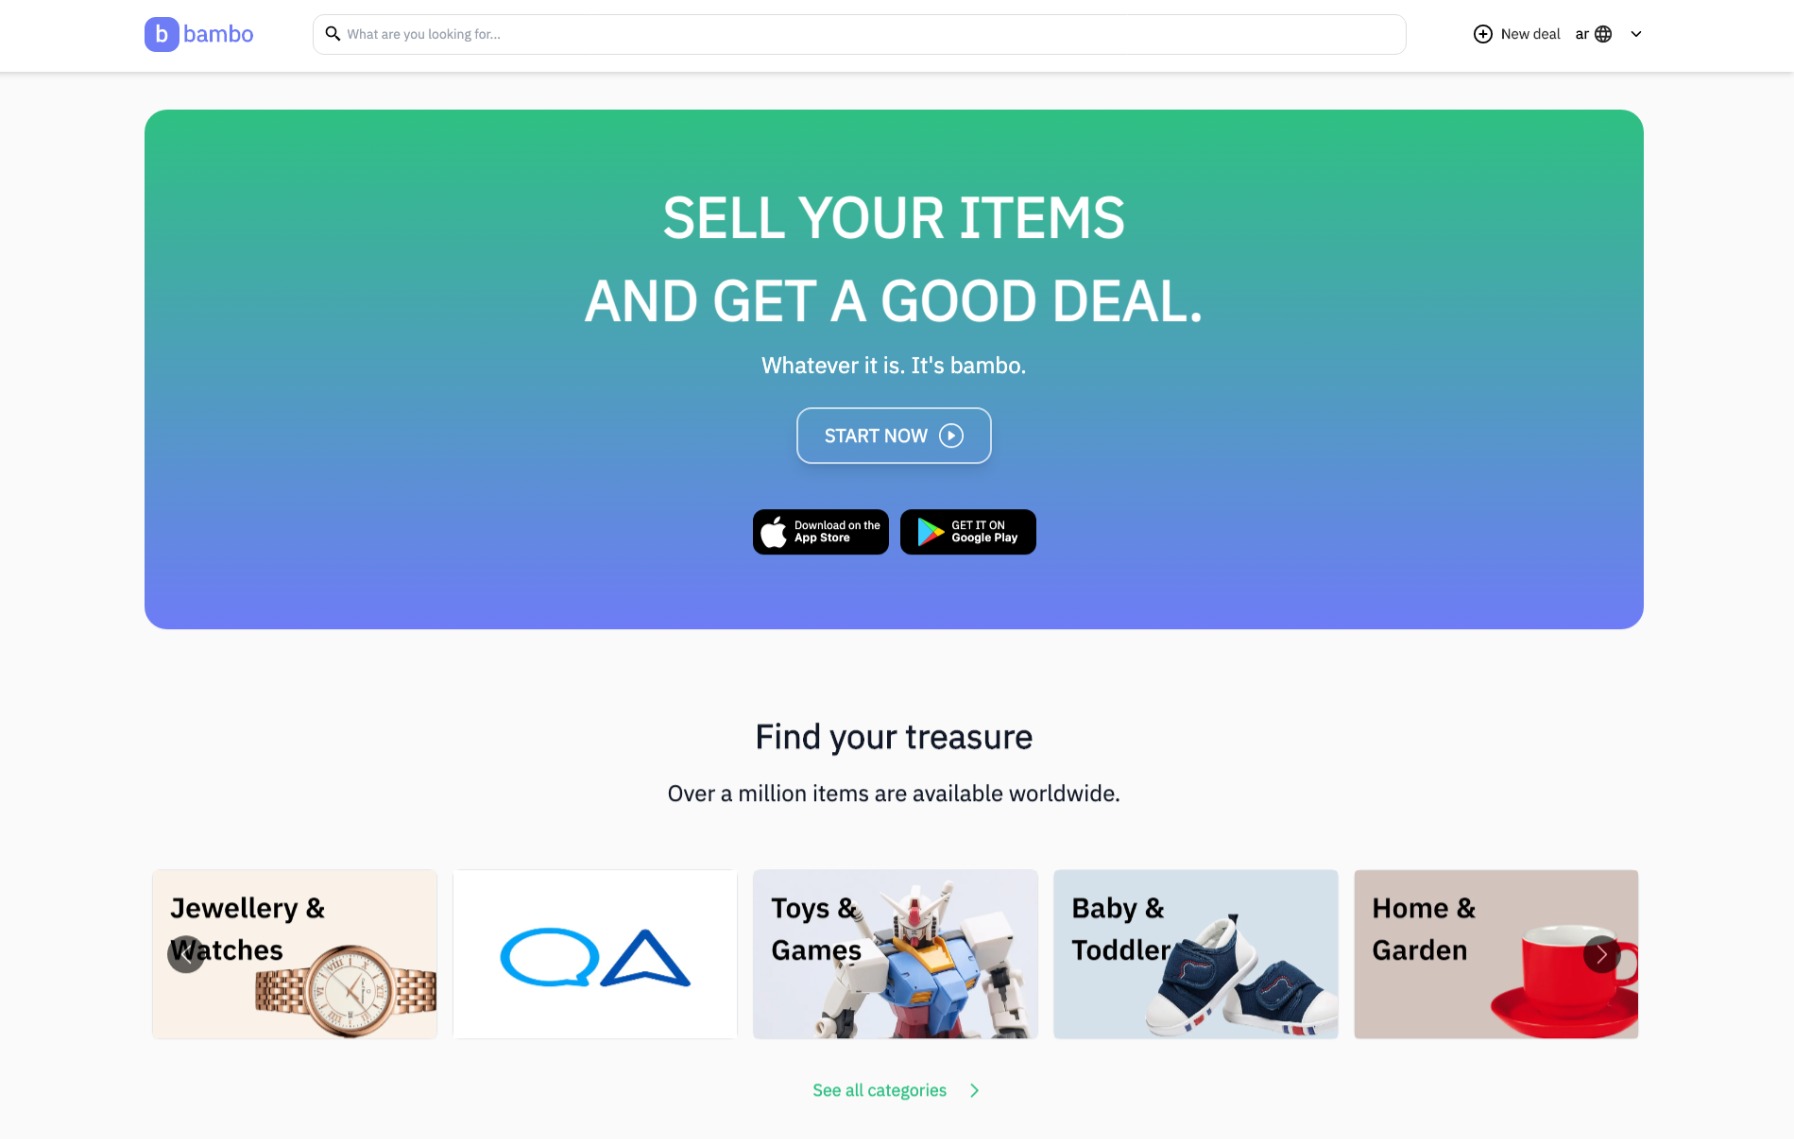 b bambo
What are you looking for...
New deal
ar
SELL YOUR ITEMS
AND GET A GOOD DEAL.
Whatever it is. It's bambo.
START NOW
Download on the
App Store
GET IT ON
Google Play
Find your treasure
Over a million items are available worldwide.
Jewellery &
Watches
Toys &
Games
Baby &
Toddler
Home &
Garden
See all categories